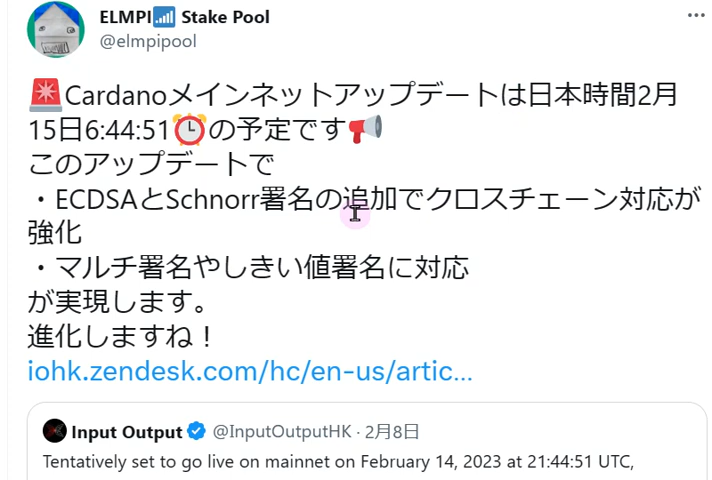 ELMPI📶 Stake Pool
@elmpipool
🚨Cardanoメインネットアップデートは日本時間2月
15日6:44:51⏰の予定です📢
このアップデートで
・ECDSAとSchnorr署名の追加でクロスチェーン対応が
強化
・マルチ署名やしきい値署名に対応
が実現します。
進化しますね！
iohk.zendesk.com/hc/en-us/artic...
Input Output @InputOutputHK · 2月8日
Tentatively set to go live on mainnet on February 14, 2023 at 21:44:51 UTC,